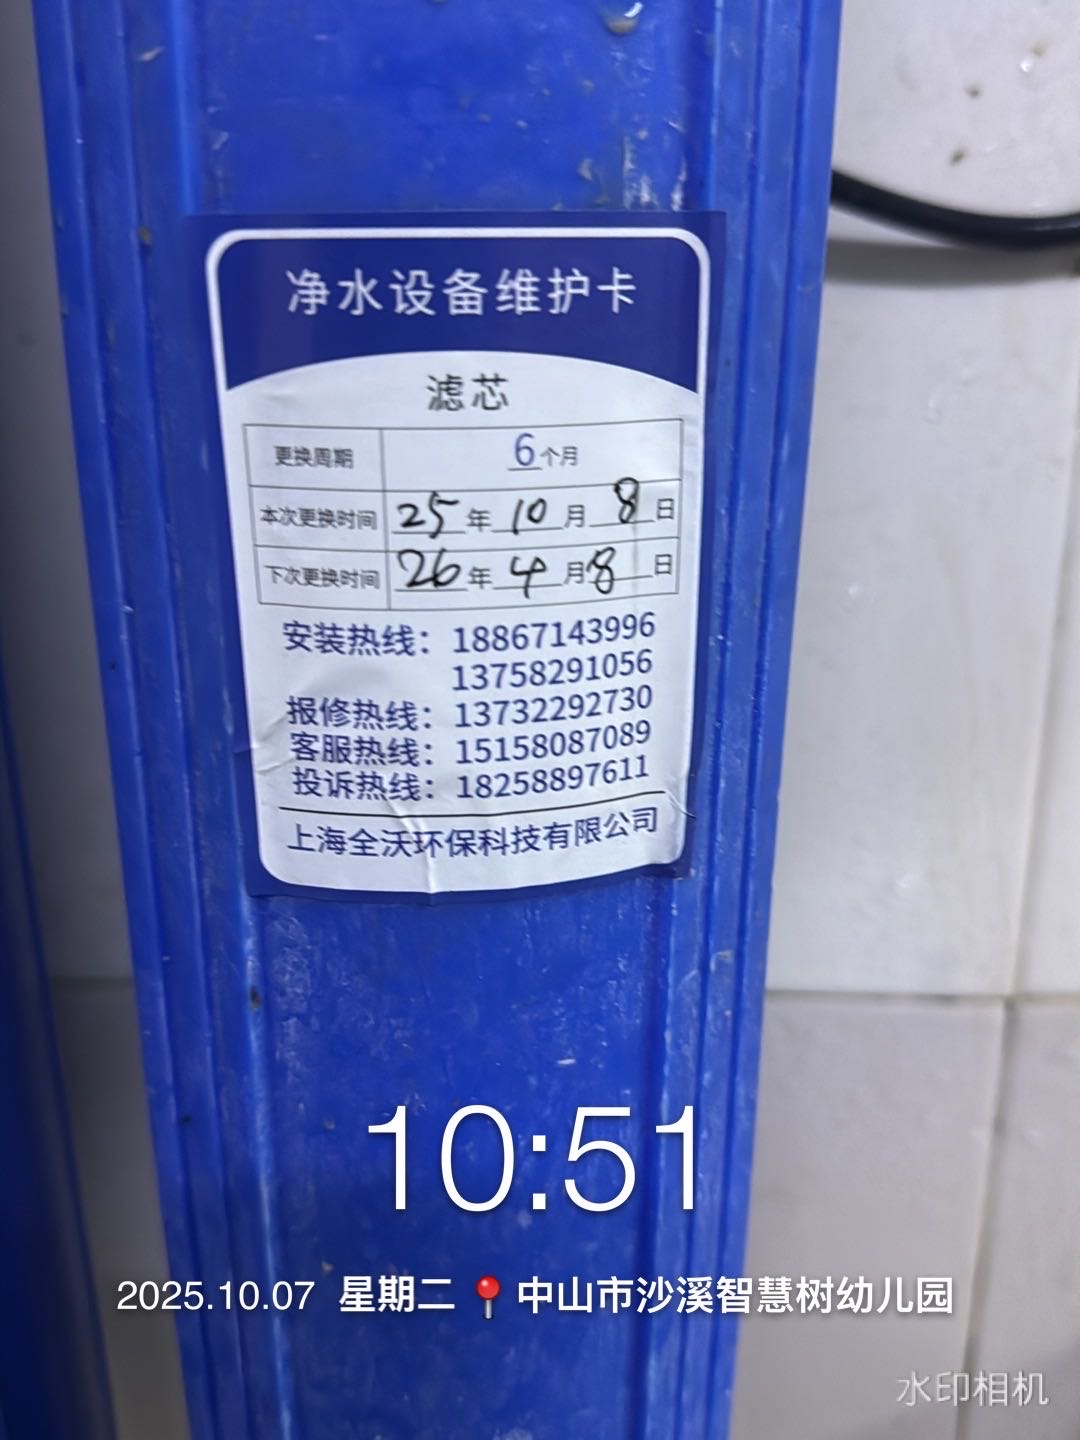 净水设备维护卡
滤芯
更换周期 6个月
本次更换时间 25年10月8日
下次更换时间 26年4月8日
安装热线：18867143996
13758291056
报修热线：13732292730
客服热线：15158087089
投诉热线：18258897611
上海全沃环保科技有限公司
10:51
2025.10.07 星期二 📍中山市沙溪智慧树幼儿园
水印相机